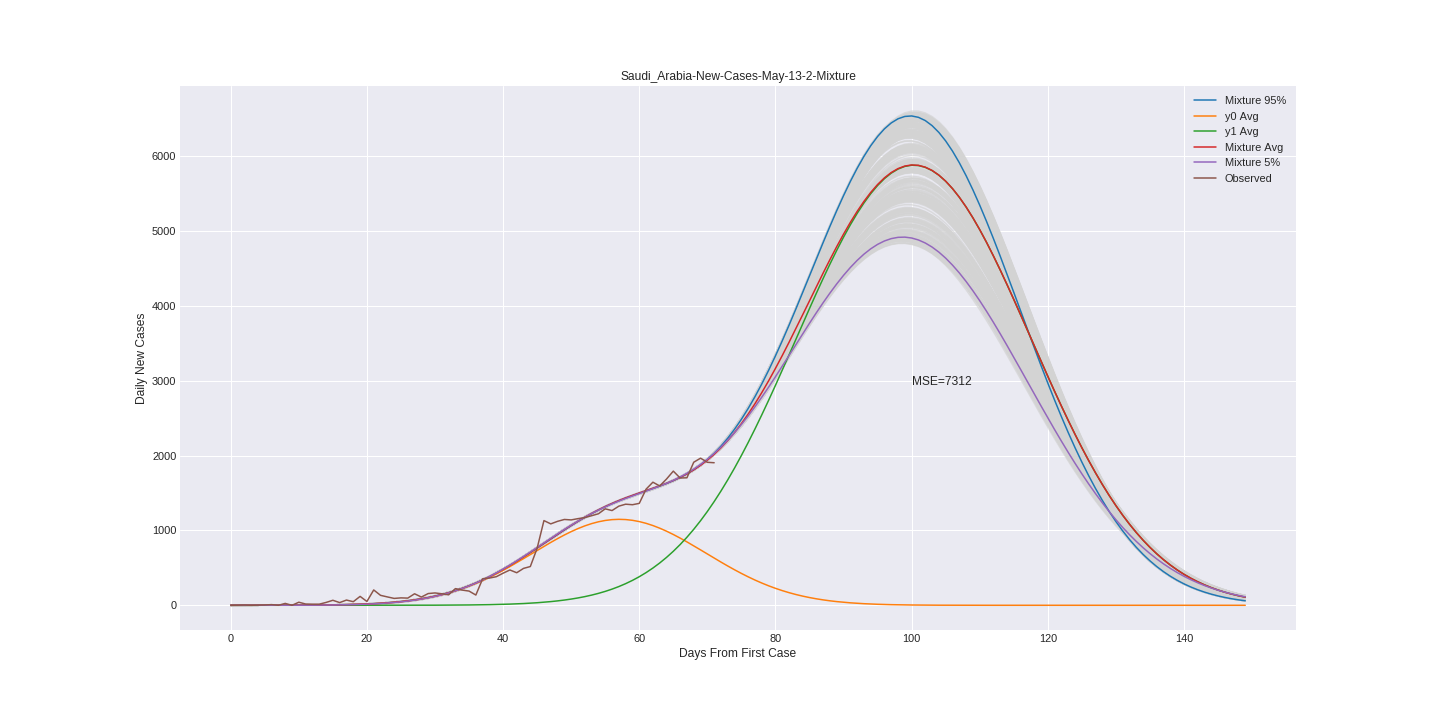 Saudi_Arabia-New-Cases-May-13-2-Mixture
Mixture 95%
y0 Avg
y1 Avg
Mixture Avg
Mixture 5%
Observed
6000
5000
4000
3000
2000
1000
0
Daily New Cases
MSE=7312
0 20 40 60 80 100 120 140
Days From First Case